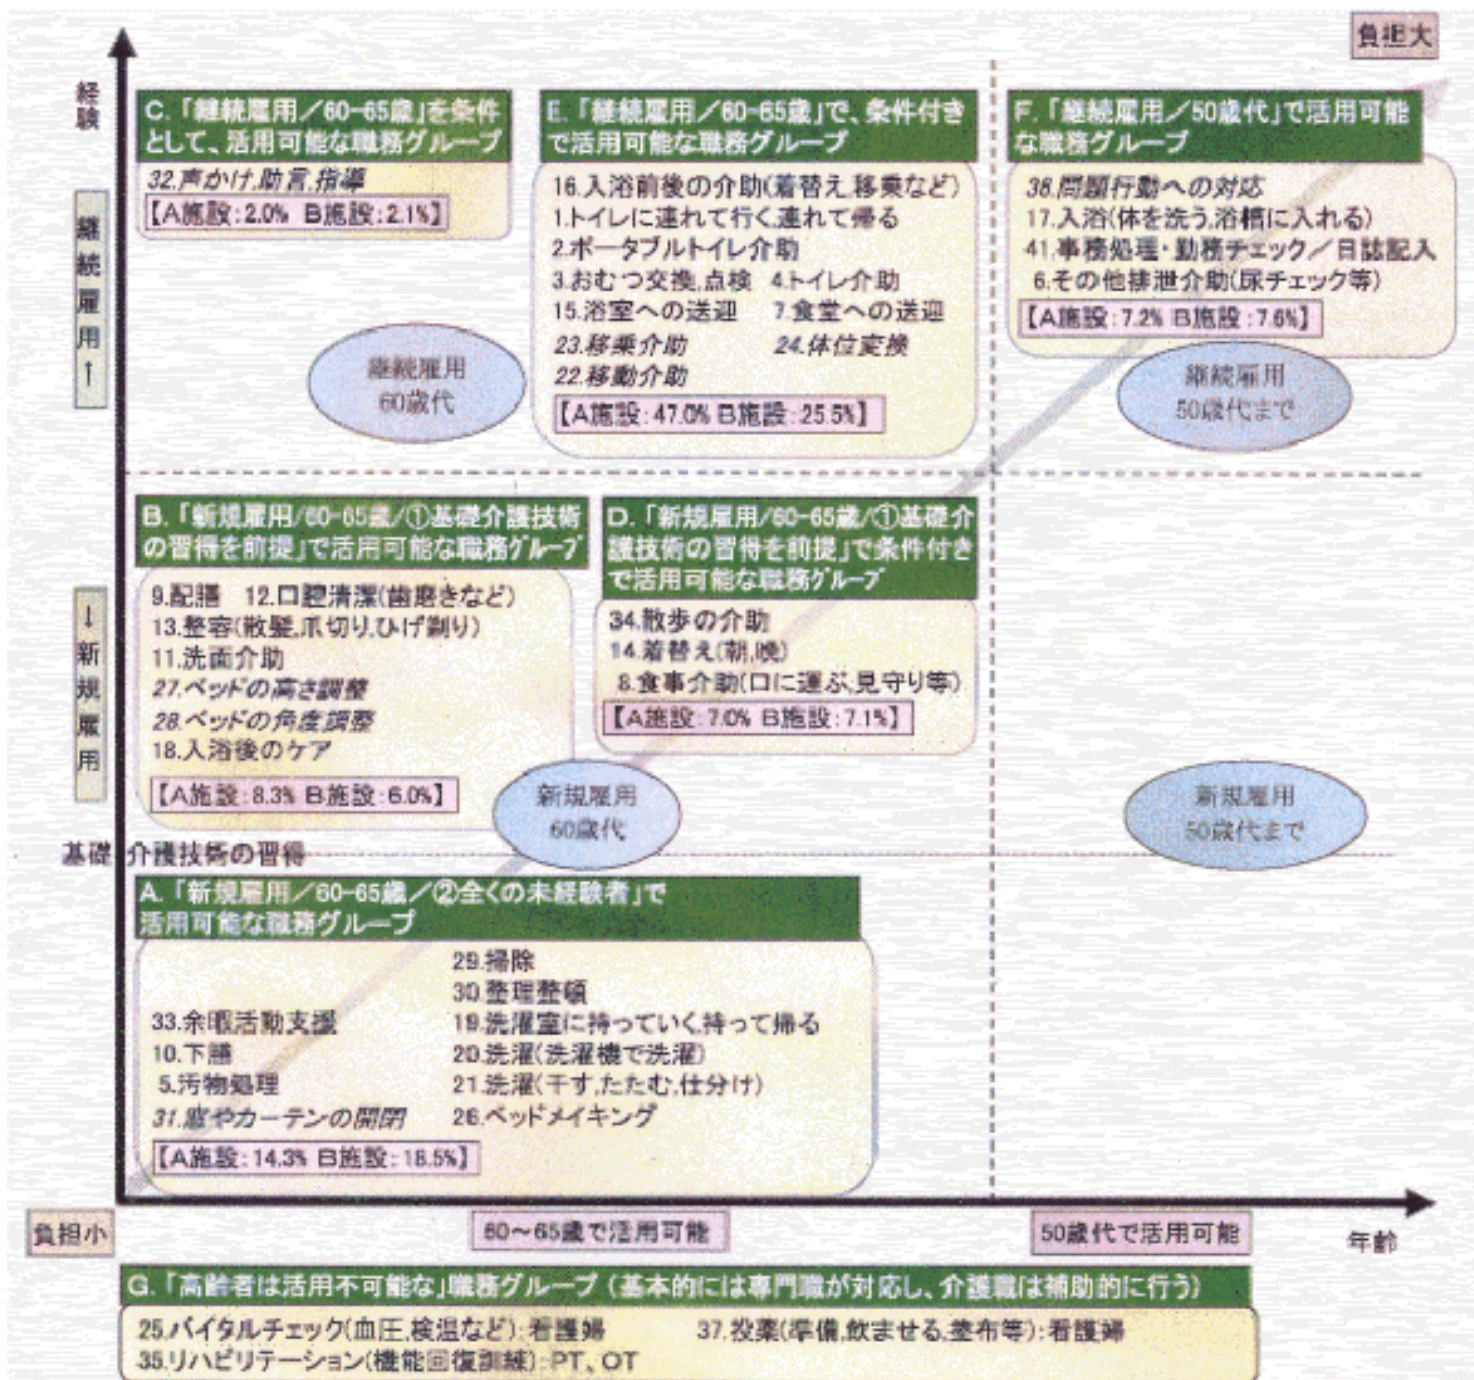 負担大
経験
継続雇用↑
C.「継続雇用／60-65歳」を条件
として、活用可能な職務グループ
32.声かけ,助言,指導
【A施設:2.0% B施設:2.1%】
継続雇用
60歳代
E.「継続雇用／60-65歳」で、条件付き
で活用可能な職務グループ
16.入浴前後の介助(着替え,移乗など)
1.トイレに連れて行く,連れて帰る
2.ポータブルトイレ介助
3.おむつ交換,点検 4.トイレ介助
15.浴室への送迎 7.食堂への送迎
23.移乗介助 24.体位変換
22.移動介助
【A施設:47.0% B施設:25.5%】
F.「継続雇用／50歳代」で活用可能
な職務グループ
36.問題行動への対応
17.入浴(体を洗う,浴槽に入れる)
41.事務処理・勤務チェック／日誌記入
6.その他排泄介助(尿チェック等)
【A施設:7.2% B施設:7.6%】
継続雇用
50歳代まで
↓新規雇用
B.「新規雇用/60-65歳/①基礎介護技術
の習得を前提」で活用可能な職務グループ
9.配膳 12.口腔清潔(歯磨きなど)
13.整容(散髪,爪切り,ひげ剃り)
11.洗面介助
27.ベッドの高さ調整
28.ベッドの角度調整
18.入浴後のケア
【A施設:8.3% B施設:6.0%】
D.「新規雇用/60-65歳/①基礎介
護技術の習得を前提」で条件付き
で活用可能な職務グループ
34.散歩の介助
14.着替え(朝,晩)
8.食事介助(口に運ぶ,見守り等)
【A施設:7.0% B施設:7.1%】
新規雇用
60歳代
新規雇用
50歳代まで
基礎介護技術の習得
A.「新規雇用／60-65歳／②全くの未経験者」で
活用可能な職務グループ
29.掃除
30.整理整頓
33.余暇活動支援 19.洗濯室に持っていく,持って帰る
10.下膳 20.洗濯(洗濯機で洗濯)
5.汚物処理 21.洗濯(干す,たたむ,仕分け)
31.窓やカーテンの開閉 26.ベッドメイキング
【A施設:14.3% B施設:18.5%】
負担小
60～65歳で活用可能
50歳代で活用可能
年齢
G.「高齢者は活用不可能な」職務グループ（基本的には専門職が対応し、介護職は補助的に行う）
25.バイタルチェック(血圧,検温など):看護婦 37.投薬(準備,飲ませる,塗布等):看護婦
35.リハビリテーション(機能回復訓練):PT、OT